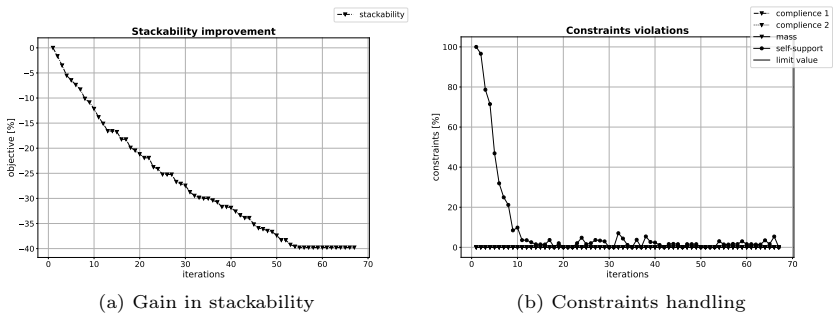 stackability
Stackability improvement
objective [%]
0
−5
−10
−15
−20
−25
−30
−35
−40
0 10 20 30 40 50 60 70
iterations
(a) Gain in stackability
complience 1
complience 2
mass
self-support
limit value
Constraints violations
constraints [%]
100
80
60
40
20
0
0 10 20 30 40 50 60 70
iterations
(b) Constraints handling